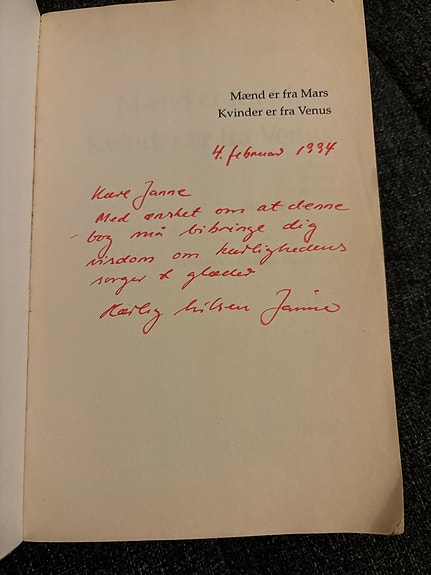 Mænd er fra Mars
Kvinder er fra Venus
4. februar 1994
Kære Janne
Med ønsket om at denne
bog må bibringe dig
visdom om kærlighedens
sorger & glæder
Kærlig hilsen Janne